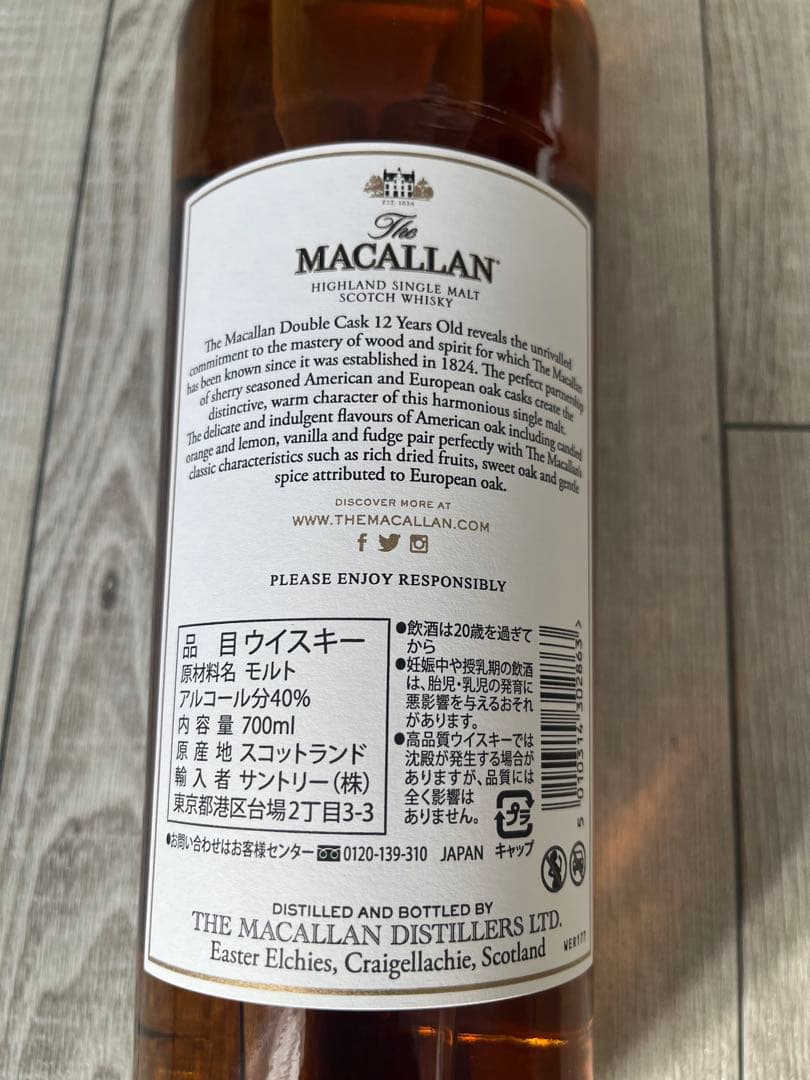 EST. 1824
The
MACALLAN
HIGHLAND SINGLE MALT
SCOTCH WHISKY
The Macallan Double Cask 12 Years Old reveals the unrivalled
commitment to the mastery of wood and spirit for which The Macallan
has been known since it was established in 1824. The perfect partnership
of sherry seasoned American and European oak casks create the
distinctive, warm character of this harmonious single malt.
The delicate and indulgent flavours of American oak including candied
orange and lemon, vanilla and fudge pair perfectly with The Macallan's
classic characteristics such as rich dried fruits, sweet oak and gentle
spice attributed to European oak.
DISCOVER MORE AT
WWW.THEMACALLAN.COM
PLEASE ENJOY RESPONSIBLY
品 目 ウイスキー
原材料名 モルト
アルコール分40%
内容量 700ml
原産地 スコットランド
輸入者 サントリー(株)
東京都港区台場2丁目3-3
●飲酒は20歳を過ぎて
から
●妊娠中や授乳期の飲酒
は、胎児・乳児の発育に
悪影響を与えるおそれ
があります。
●高品質ウイスキーでは
沈殿が発生する場合が
ありますが、品質には
全く影響は
ありません。
プラ
キャップ
5 010314 302863
●お問い合わせはお客様センター 0120-139-310 JAPAN
DISTILLED AND BOTTLED BY
THE MACALLAN DISTILLERS LTD.
Easter Elchies, Craigellachie, Scotland
WER177